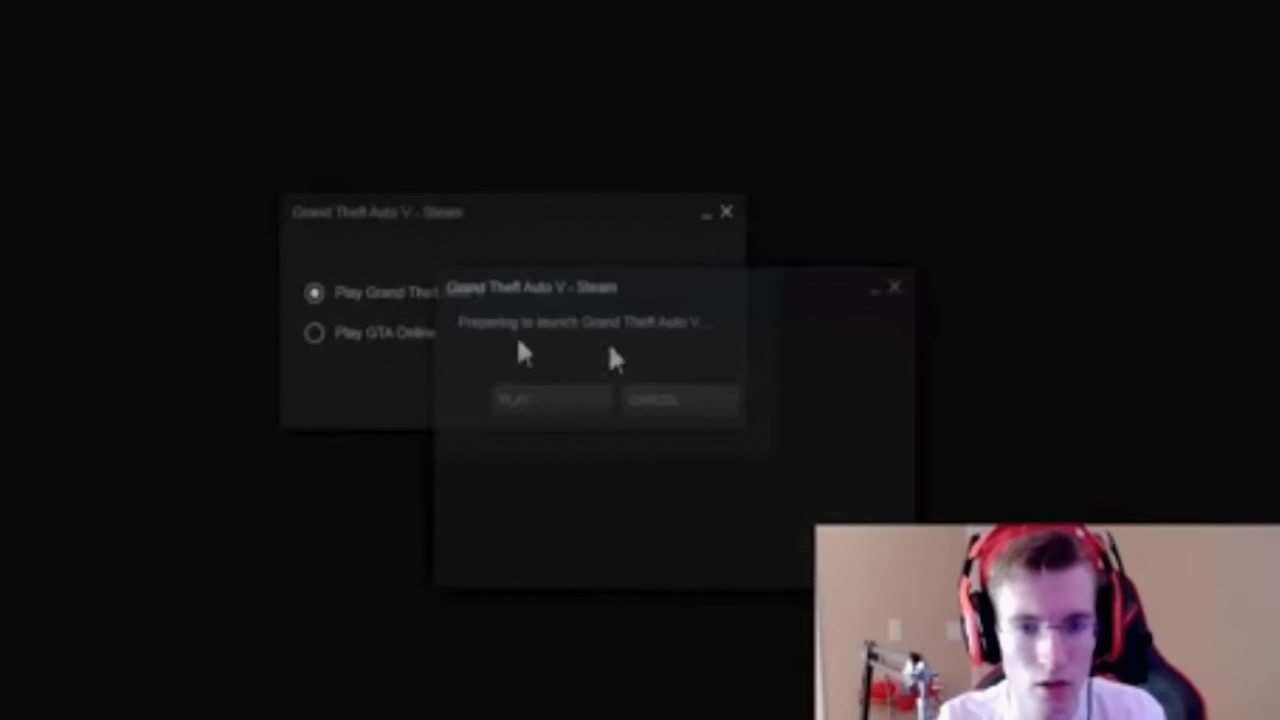 Grand Theft Auto V - Steam
Play Grand Theft
Play GTA Online
Grand Theft Auto V - Steam
Preparing to launch Grand Theft Auto V...
PLAY
CANCEL